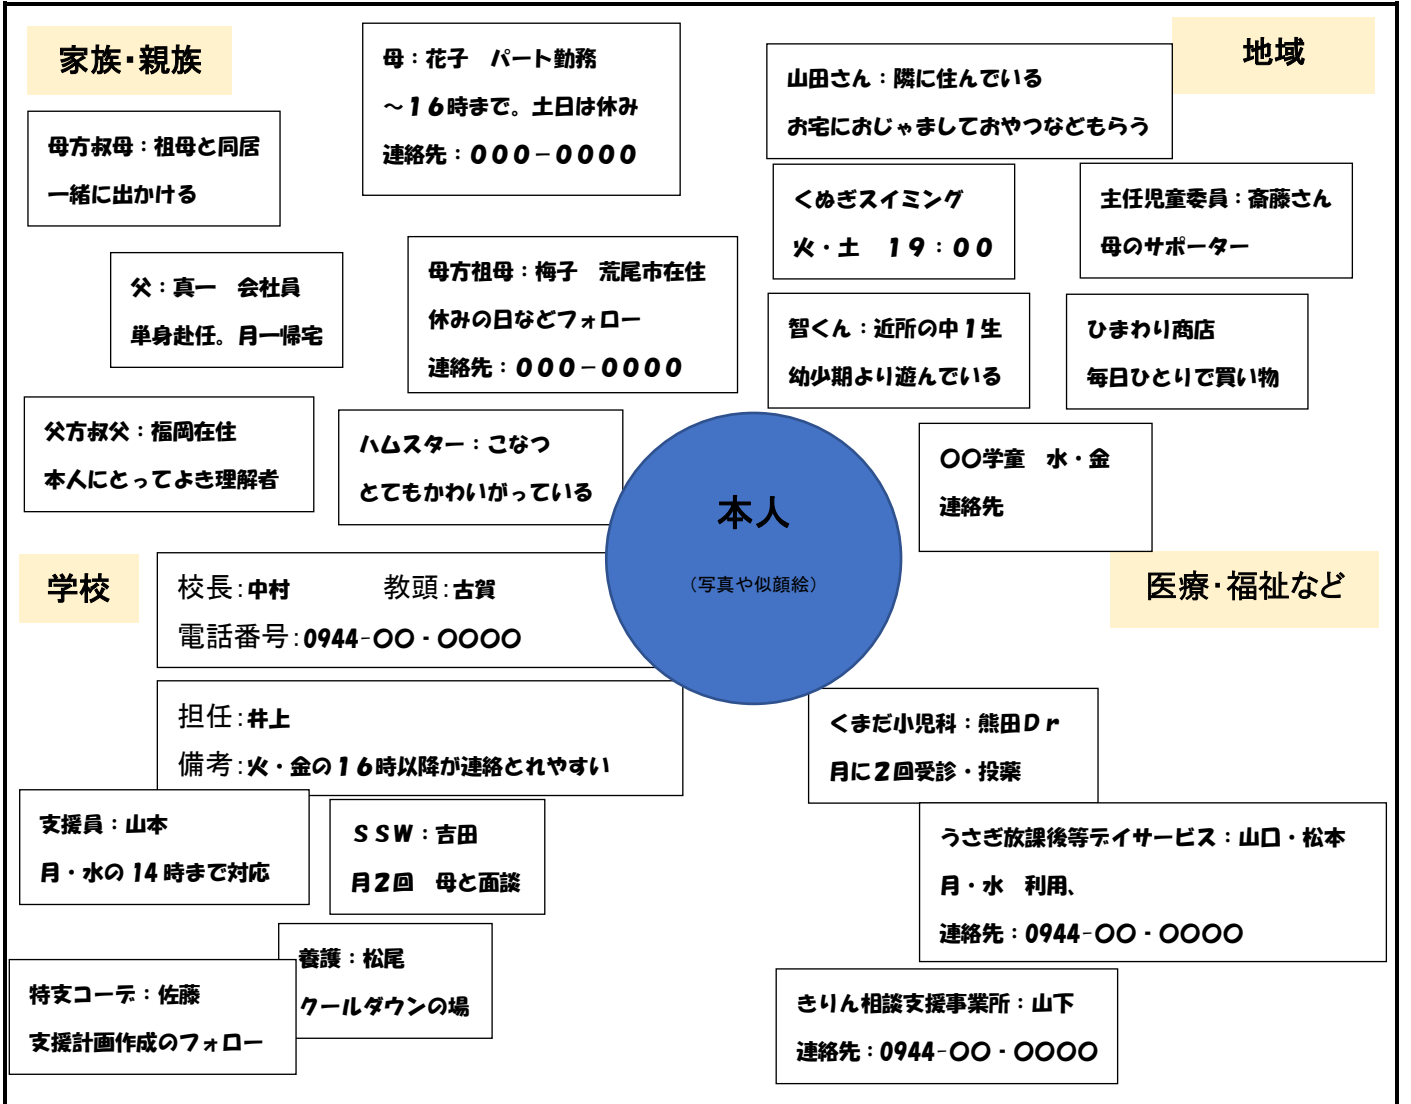 家族・親族
母：花子　パート勤務
～１６時まで。土日は休み
連絡先：０００－００００
母方叔母：祖母と同居
一緒に出かける
父：真一　会社員
単身赴任。月一帰宅
母方祖母：梅子　荒尾市在住
休みの日などフォロー
連絡先：０００－００００
父方叔父：福岡在住
本人にとってよき理解者
ハムスター：こなつ
とてもかわいがっている
地域
山田さん：隣に住んでいる
お宅におじゃましておやつなどもらう
くぬぎスイミング
火・土　１９：００
主任児童委員：斎藤さん
母のサポーター
智くん：近所の中１生
幼少期より遊んでいる
ひまわり商店
毎日ひとりで買い物
〇〇学童　水・金
連絡先
本人
（写真や似顔絵）
学校
校長：中村　教頭：古賀
電話番号：0944-〇〇‐〇〇〇〇
担任：井上
備考：火・金の１６時以降が連絡とれやすい
支援員：山本
月・水の14時まで対応
ＳＳＷ：吉田
月２回　母と面談
養護：松尾
クールダウンの場
特支コーデ：佐藤
支援計画作成のフォロー
医療・福祉など
くまだ小児科：熊田Ｄｒ
月に２回受診・投薬
うさぎ放課後等デイサービス：山口・松本
月・水　利用、
連絡先：0944-〇〇‐〇〇〇〇
きりん相談支援事業所：山下
連絡先：0944-〇〇‐〇〇〇〇